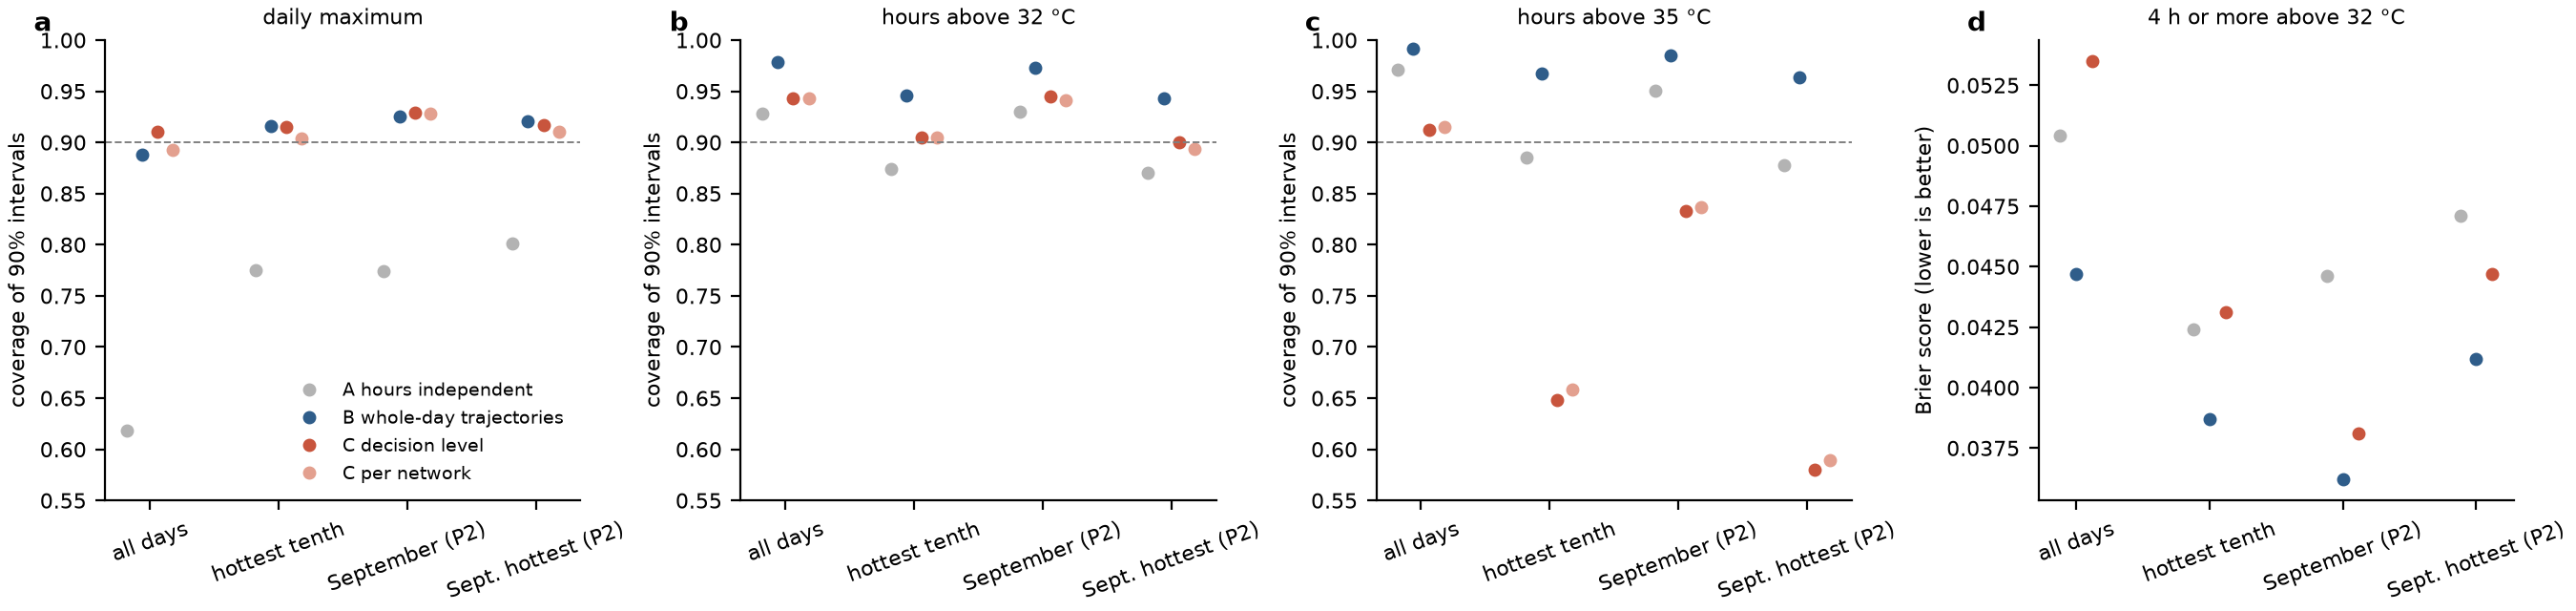 a
daily maximum
coverage of 90% intervals
1.00
0.95
0.90
0.85
0.80
0.75
0.70
0.65
0.60
0.55
A hours independent
B whole-day trajectories
C decision level
C per network
all days
hottest tenth
September (P2)
Sept. hottest (P2)
b
hours above 32 °C
coverage of 90% intervals
1.00
0.95
0.90
0.85
0.80
0.75
0.70
0.65
0.60
0.55
all days
hottest tenth
September (P2)
Sept. hottest (P2)
c
hours above 35 °C
coverage of 90% intervals
1.00
0.95
0.90
0.85
0.80
0.75
0.70
0.65
0.60
0.55
all days
hottest tenth
September (P2)
Sept. hottest (P2)
d
4 h or more above 32 °C
Brier score (lower is better)
0.0525
0.0500
0.0475
0.0450
0.0425
0.0400
0.0375
all days
hottest tenth
September (P2)
Sept. hottest (P2)